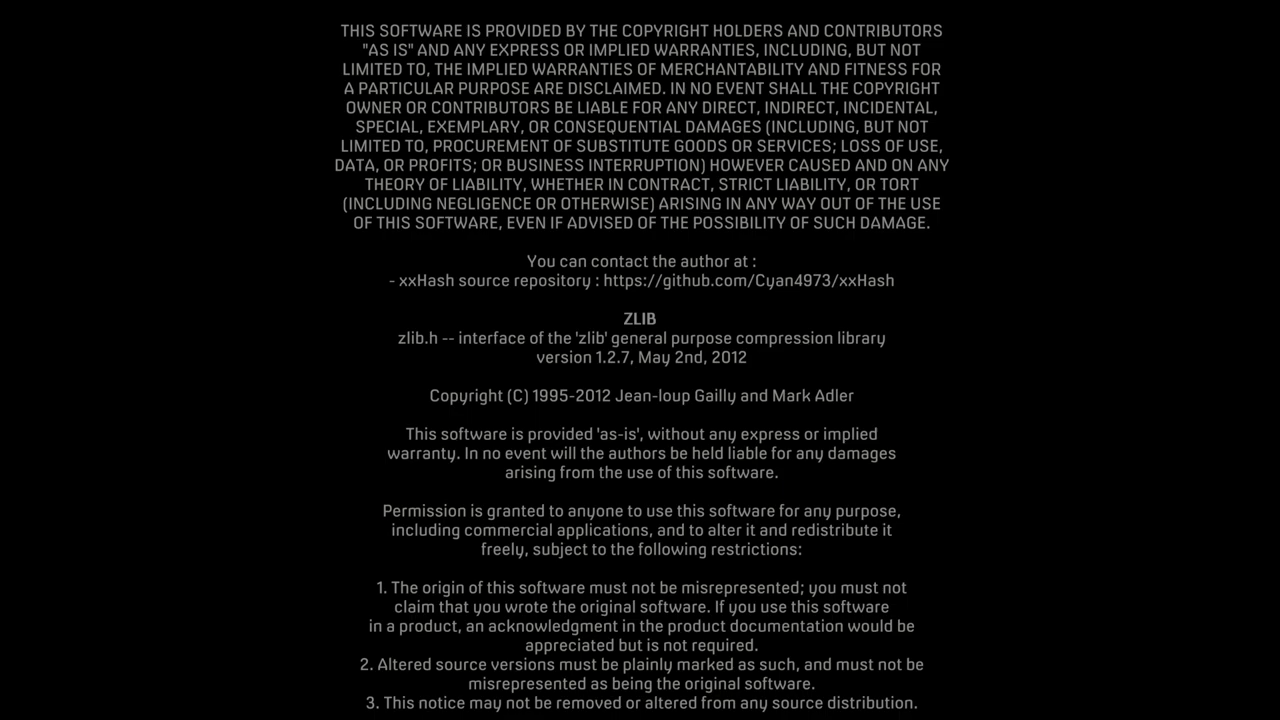 THIS SOFTWARE IS PROVIDED BY THE COPYRIGHT HOLDERS AND CONTRIBUTORS
"AS IS" AND ANY EXPRESS OR IMPLIED WARRANTIES, INCLUDING, BUT NOT
LIMITED TO, THE IMPLIED WARRANTIES OF MERCHANTABILITY AND FITNESS FOR
A PARTICULAR PURPOSE ARE DISCLAIMED. IN NO EVENT SHALL THE COPYRIGHT
OWNER OR CONTRIBUTORS BE LIABLE FOR ANY DIRECT, INDIRECT, INCIDENTAL,
SPECIAL, EXEMPLARY, OR CONSEQUENTIAL DAMAGES (INCLUDING, BUT NOT
LIMITED TO, PROCUREMENT OF SUBSTITUTE GOODS OR SERVICES; LOSS OF USE,
DATA, OR PROFITS; OR BUSINESS INTERRUPTION) HOWEVER CAUSED AND ON ANY
THEORY OF LIABILITY, WHETHER IN CONTRACT, STRICT LIABILITY, OR TORT
(INCLUDING NEGLIGENCE OR OTHERWISE) ARISING IN ANY WAY OUT OF THE USE
OF THIS SOFTWARE, EVEN IF ADVISED OF THE POSSIBILITY OF SUCH DAMAGE.
You can contact the author at :
- xxHash source repository : https://github.com/Cyan4973/xxHash
ZLIB
zlib.h -- interface of the 'zlib' general purpose compression library
version 1.2.7, May 2nd, 2012
Copyright (C) 1995-2012 Jean-loup Gailly and Mark Adler
This software is provided 'as-is', without any express or implied
warranty. In no event will the authors be held liable for any damages
arising from the use of this software.
Permission is granted to anyone to use this software for any purpose,
including commercial applications, and to alter it and redistribute it
freely, subject to the following restrictions:
1. The origin of this software must not be misrepresented; you must not
claim that you wrote the original software. If you use this software
in a product, an acknowledgment in the product documentation would be
appreciated but is not required.
2. Altered source versions must be plainly marked as such, and must not be
misrepresented as being the original software.
3. This notice may not be removed or altered from any source distribution.